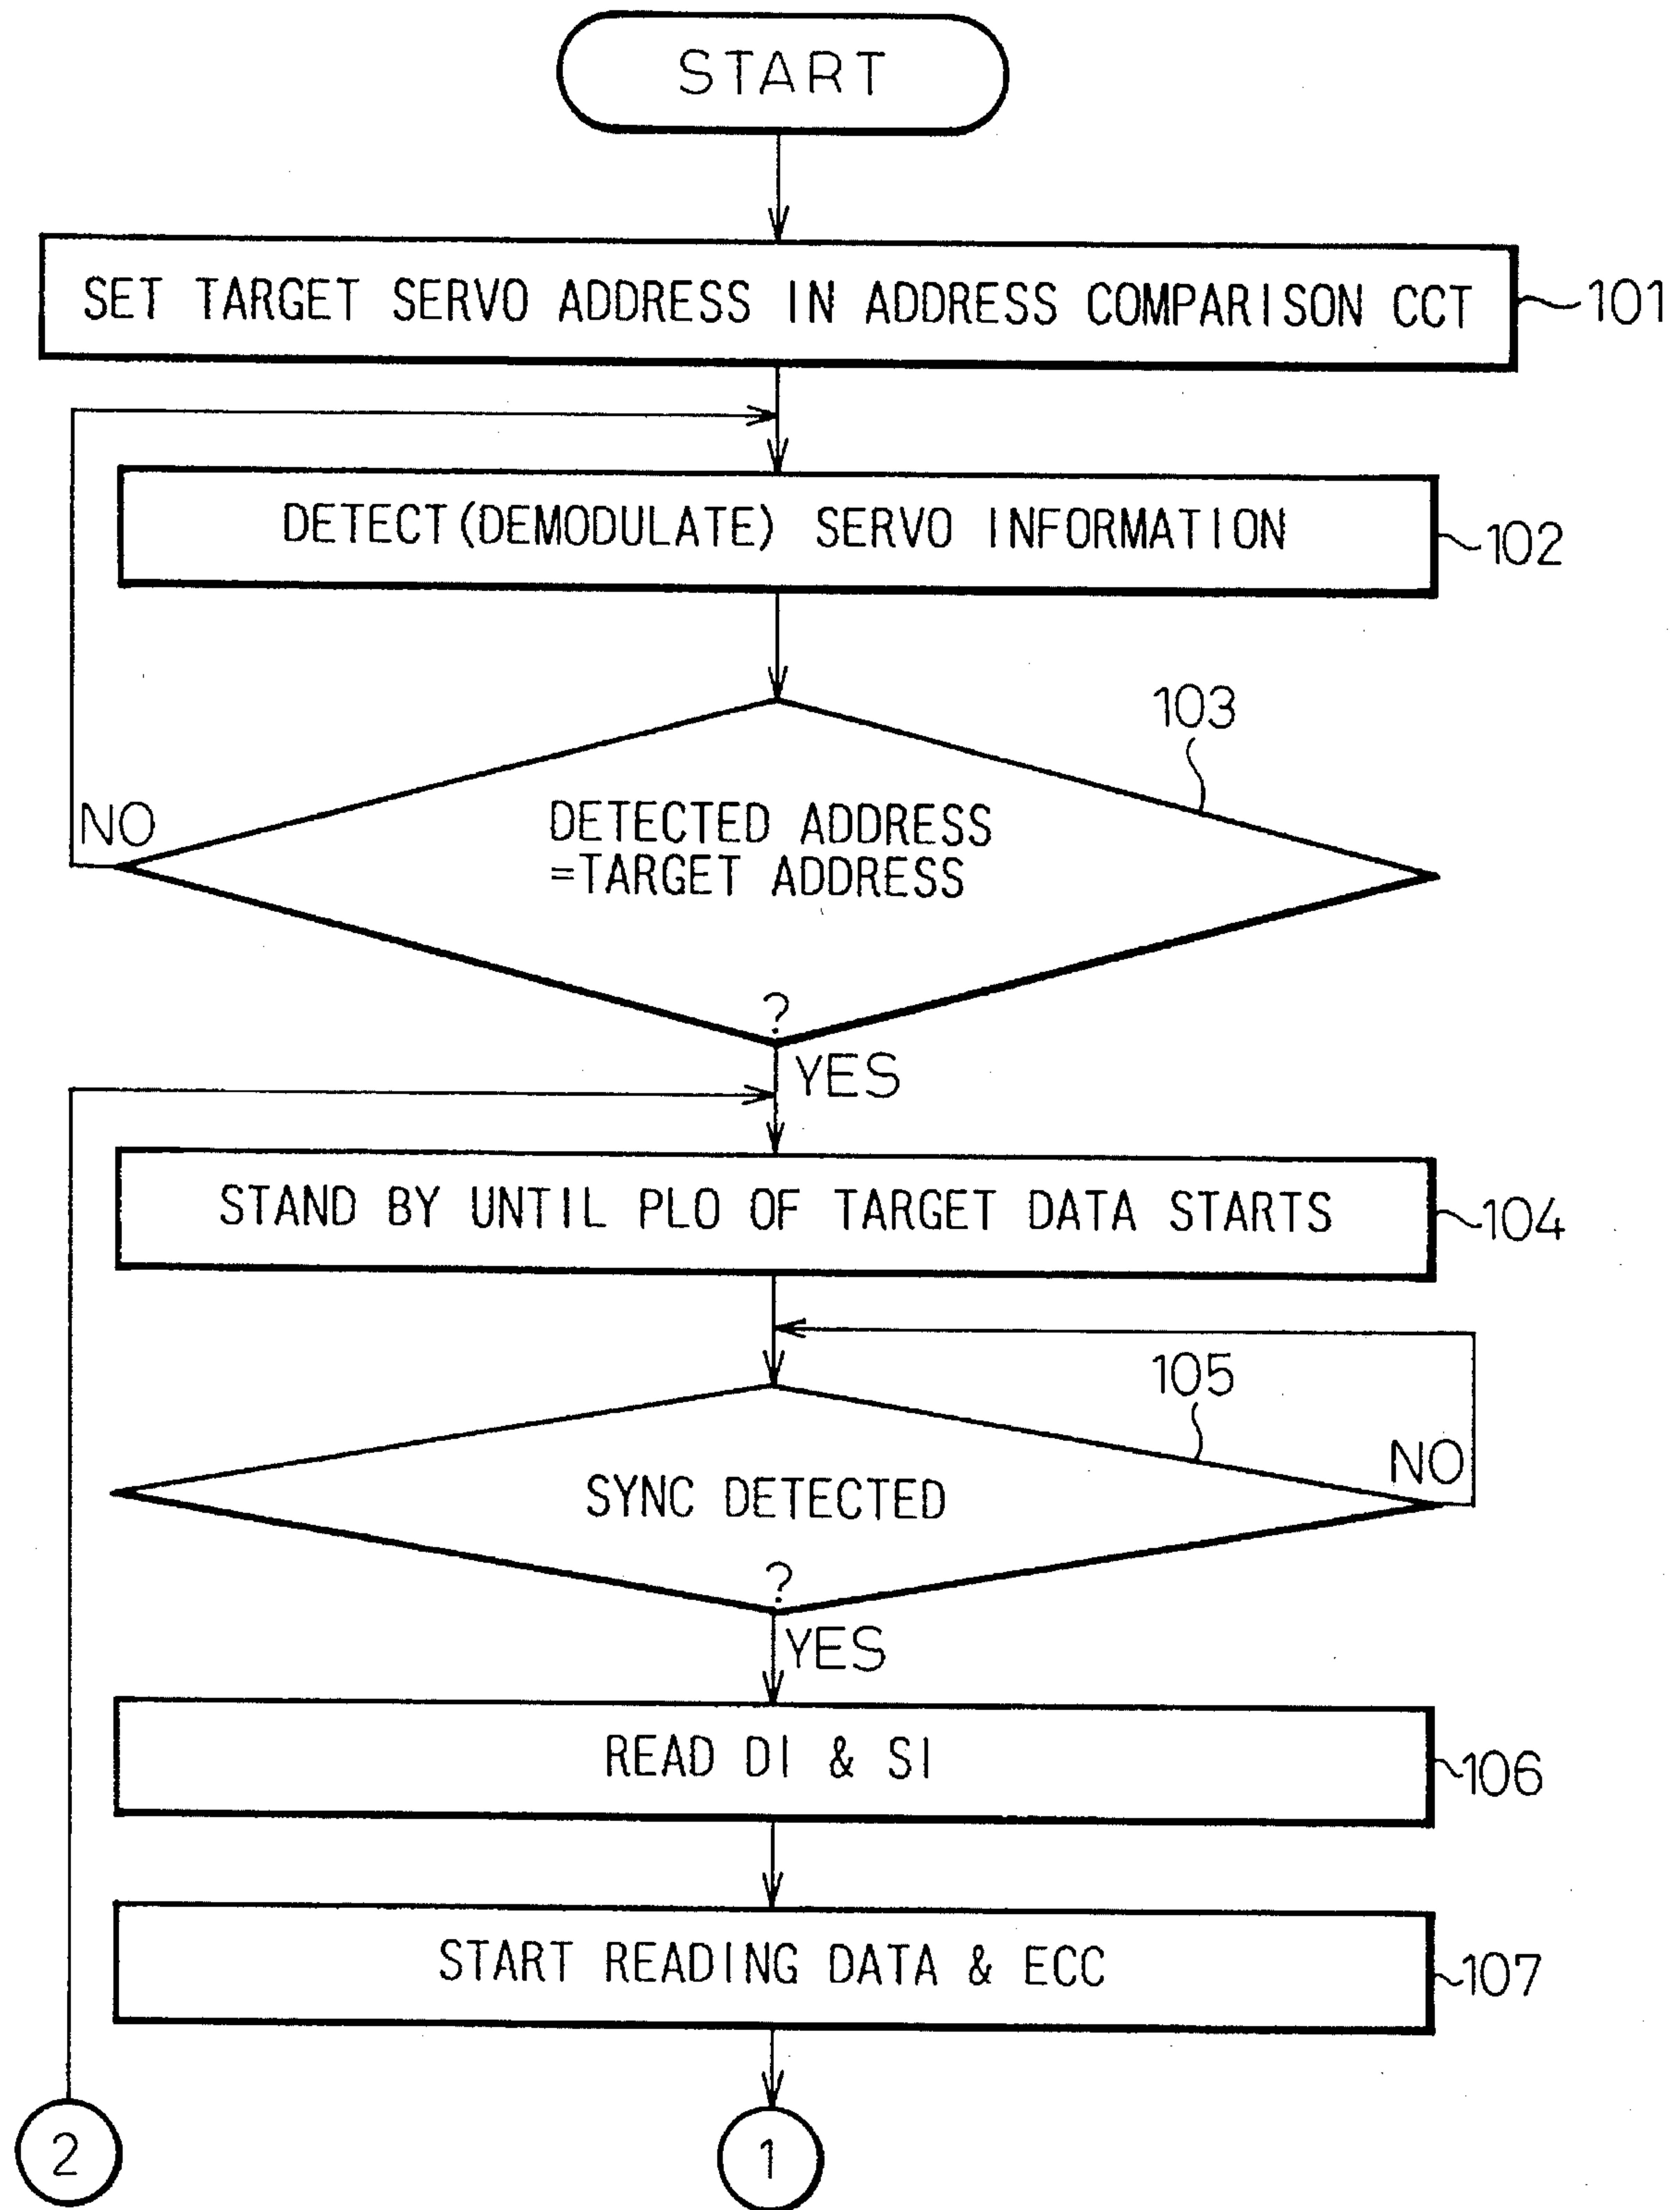 START
SET TARGET SERVO ADDRESS IN ADDRESS COMPARISON CCT
101
DETECT(DEMODULATE) SERVO INFORMATION
102
103
NO
DETECTED ADDRESS
=TARGET ADDRESS
?
YES
STAND BY UNTIL PLO OF TARGET DATA STARTS
104
105
NO
SYNC DETECTED
?
YES
READ DI & SI
106
START READING DATA & ECC
107
2
1